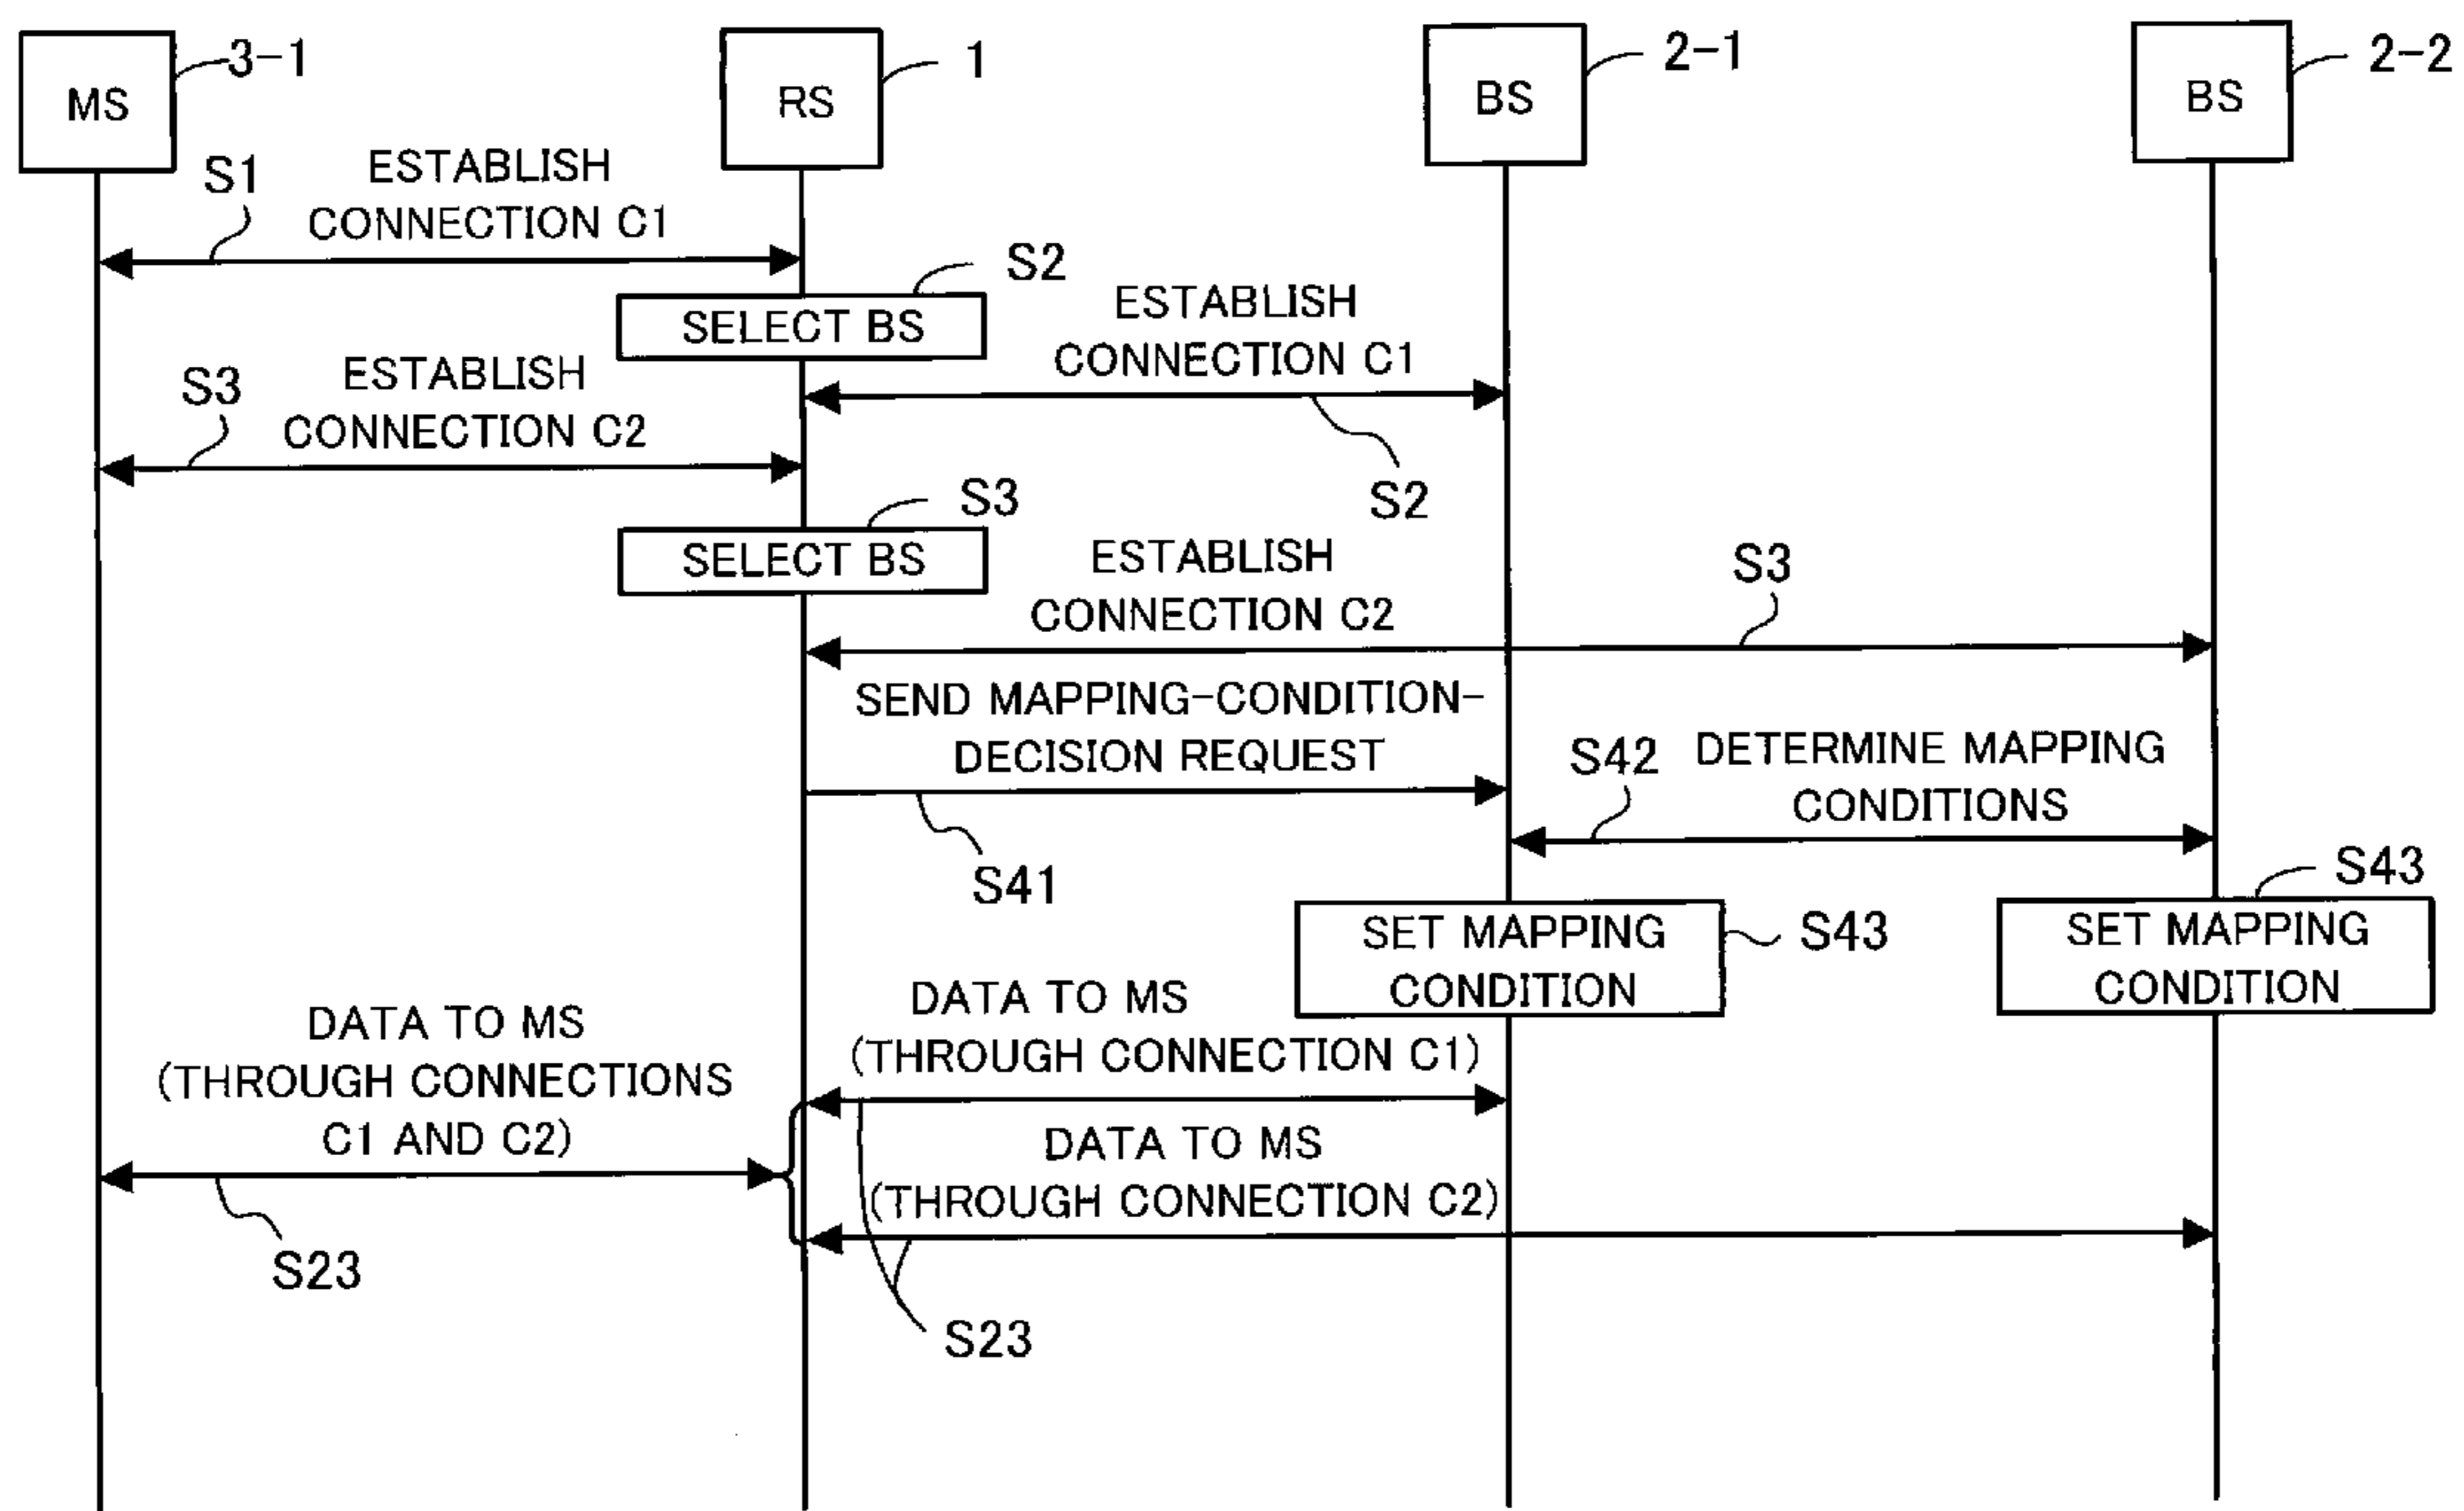 MS
3-1
RS
1
BS
2-1
BS
2-2
S1
ESTABLISH
CONNECTION C1
S2
SELECT BS
ESTABLISH
CONNECTION C1
S2
S3
ESTABLISH
CONNECTION C2
S3
SELECT BS
ESTABLISH
CONNECTION C2
S3
SEND MAPPING-CONDITION-
DECISION REQUEST
S41
S42
DETERMINE MAPPING
CONDITIONS
SET MAPPING
CONDITION
S43
S43
SET MAPPING
CONDITION
DATA TO MS
(THROUGH CONNECTIONS
C1 AND C2)
S23
DATA TO MS
(THROUGH CONNECTION C1)
DATA TO MS
(THROUGH CONNECTION C2)
S23